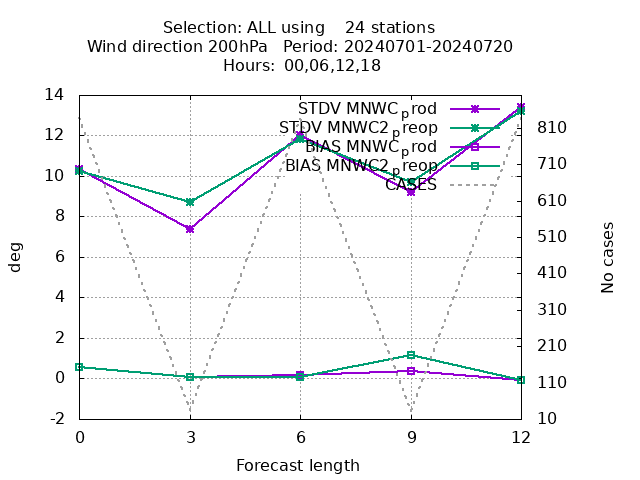 Selection: ALL using    24 stations
Wind direction 200hPa   Period: 20240701-20240720
Hours:  00,06,12,18
STDV MNWC_prod
STDV MNWC2_preop
BIAS MNWC_prod
BIAS MNWC2_preop
CASES
14
12
10
8
6
4
2
0
-2
deg
810
710
610
510
410
310
210
110
10
No cases
0 3 6 9 12
Forecast length